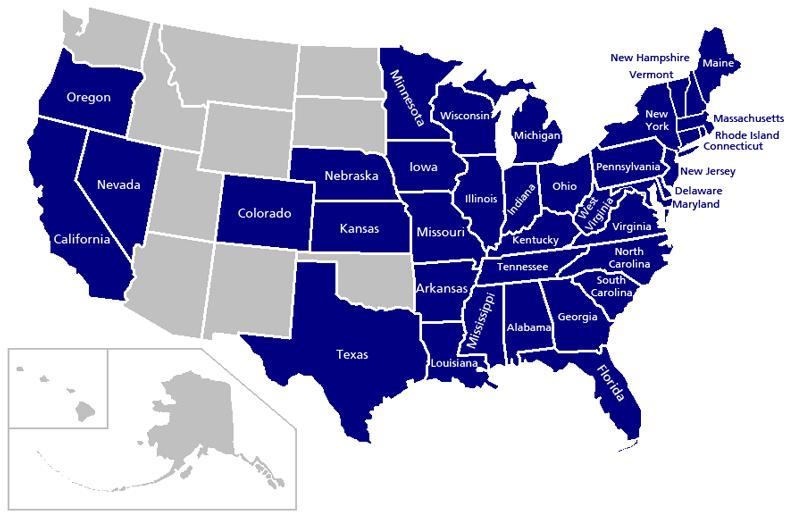 New Hampshire
Vermont
Maine
Minnesota
Oregon
Wisconsin
Michigan
New
York
Massachusetts
Rhode Island
Connecticut
Iowa
Pennsylvania
New Jersey
Nebraska
Nevada
Illinois
Indiana
Ohio
Delaware
Maryland
Colorado
West
Virginia
Kansas
Missouri
Virginia
California
Kentucky
North
Carolina
Tennessee
South
Carolina
Arkansas
Mississippi
Georgia
Alabama
Texas
Louisiana
Florida